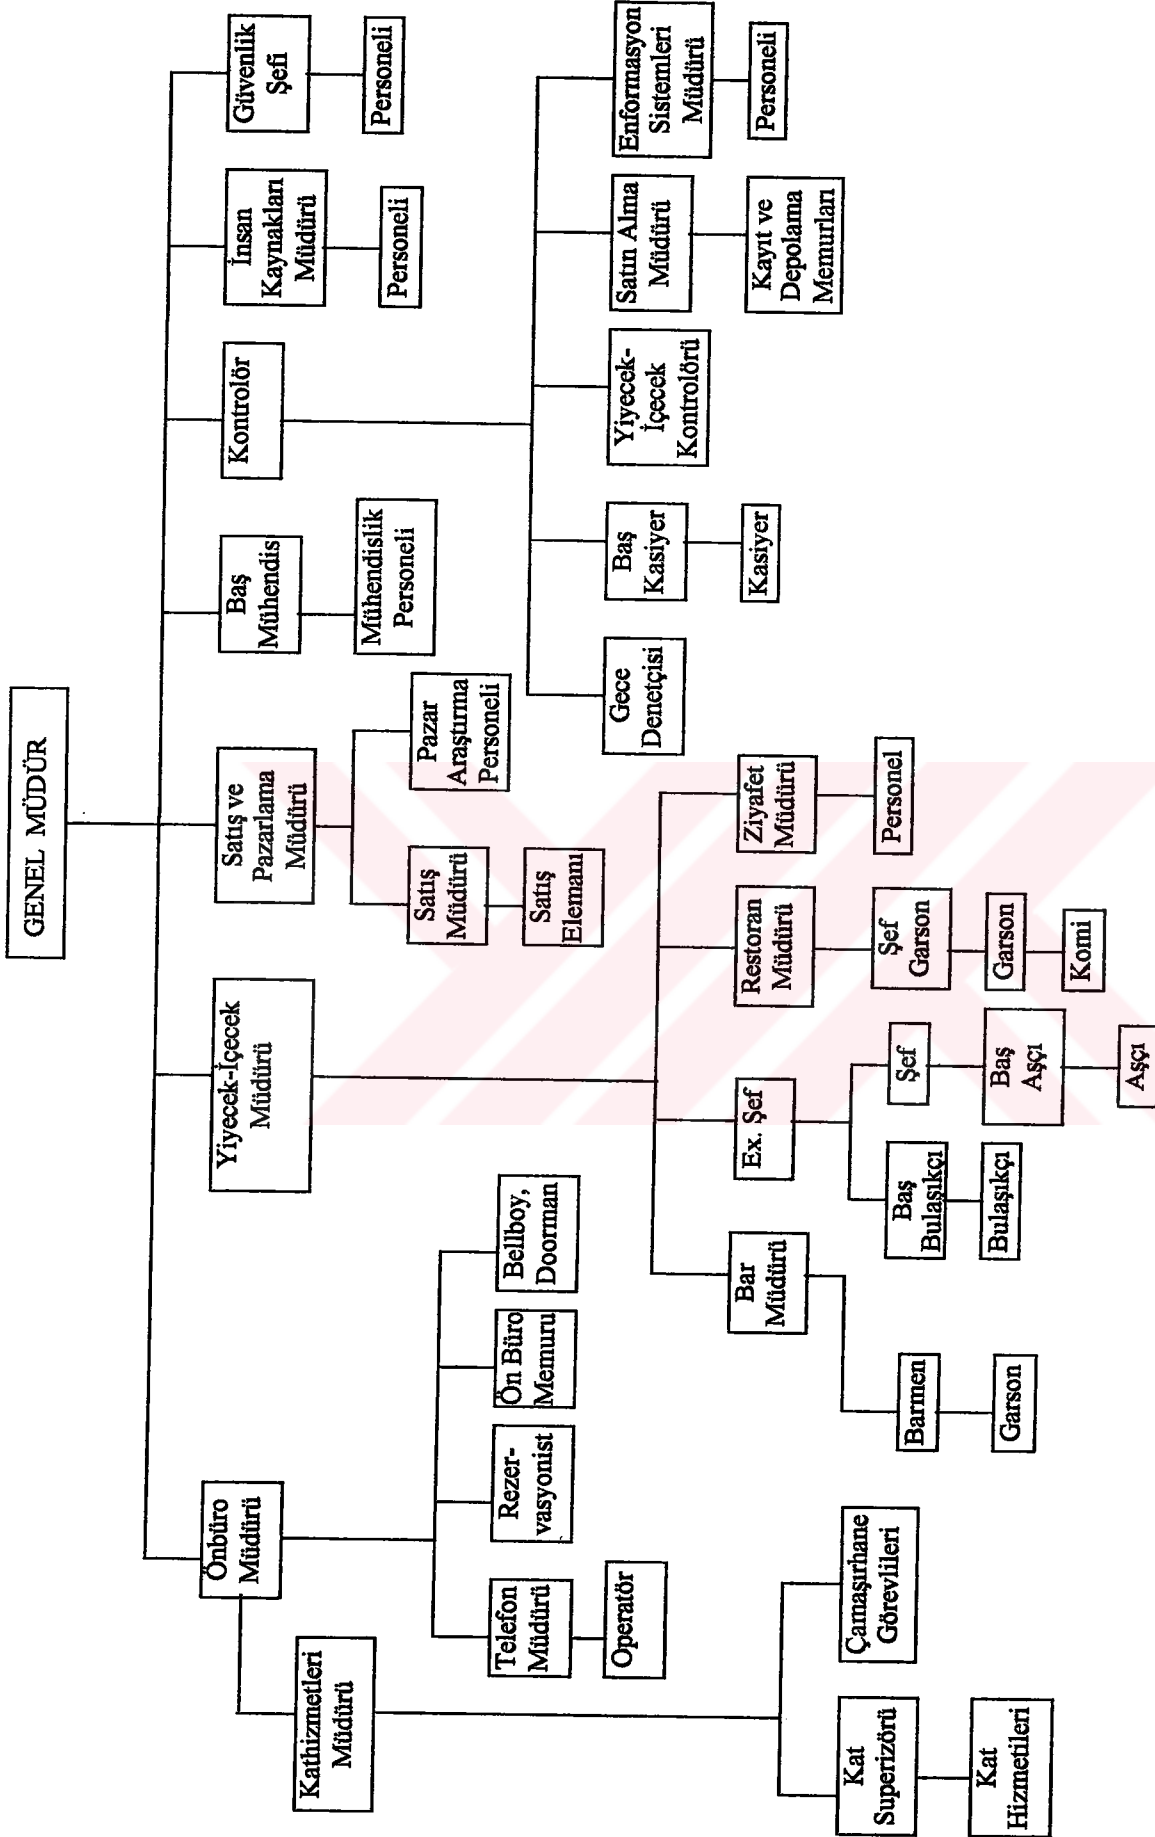 GENEL MÜDÜR
Önbüro
Müdürü
Yiyecek-İçecek
Müdürü
Satış ve
Pazarlama
Müdürü
Baş
Mühendis
Kontrolör
İnsan
Kaynakları
Müdürü
Güvenlik
Şefi
Kathizmetleri
Müdürü
Mühendislik
Personeli
Personeli
Personeli
Satış
Müdürü
Pazar
Araştırma
Personeli
Satış
Elemanı
Telefon
Müdürü
Rezer-
vasyonist
Ön Büro
Memuru
Bellboy,
Doorman
Operatör
Gece
Denetçisi
Baş
Kasiyer
Yiyecek-
İçecek
Kontrolörü
Satın Alma
Müdürü
Enformasyon
Sistemleri
Müdürü
Kasiyer
Kayıt ve
Depolama
Memurları
Personeli
Bar
Müdürü
Ex. Şef
Restoran
Müdürü
Ziyafet
Müdürü
Kat
Superizörü
Çamaşırhane
Görevlileri
Barmen
Baş
Bulaşıkçı
Şef
Şef
Garson
Personel
Kat
Hizmetileri
Garson
Bulaşıkçı
Baş
Aşçı
Garson
Komi
Aşçı